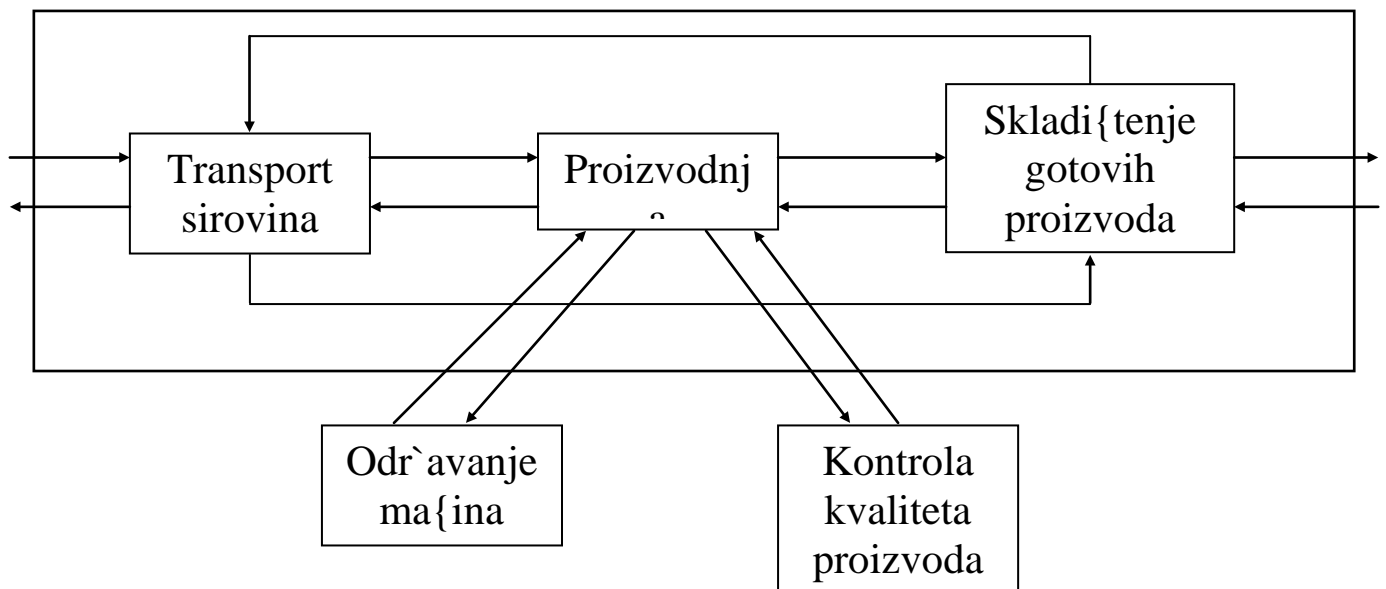 Transport
sirovina
Proizvodnj
a
Skladi{tenje
gotovih
proizvoda
Odr`avanje
ma{ina
Kontrola
kvaliteta
proizvoda